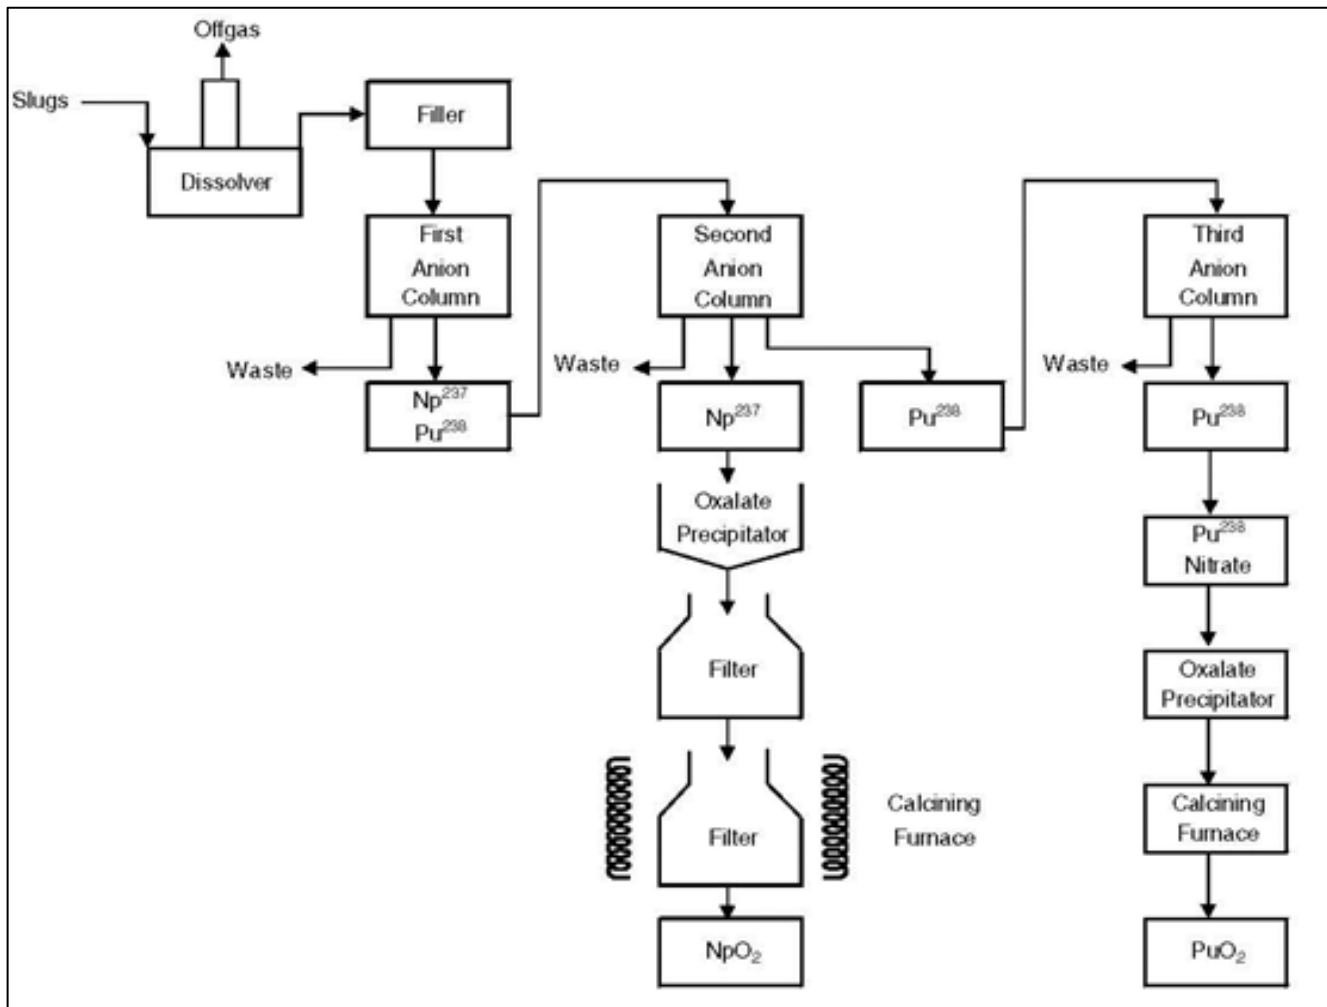 Offgas
Slugs
Filler
Dissolver
First
Anion
Column
Second
Anion
Column
Third
Anion
Column
Waste
Waste
Waste
Np²³⁷
Pu²³⁸
Np²³⁷
Pu²³⁸
Pu²³⁸
Oxalate
Precipitator
Pu²³⁸
Nitrate
Filter
Oxalate
Precipitator
Filter
Calcining
Furnace
Calcining
Furnace
NpO₂
PuO₂